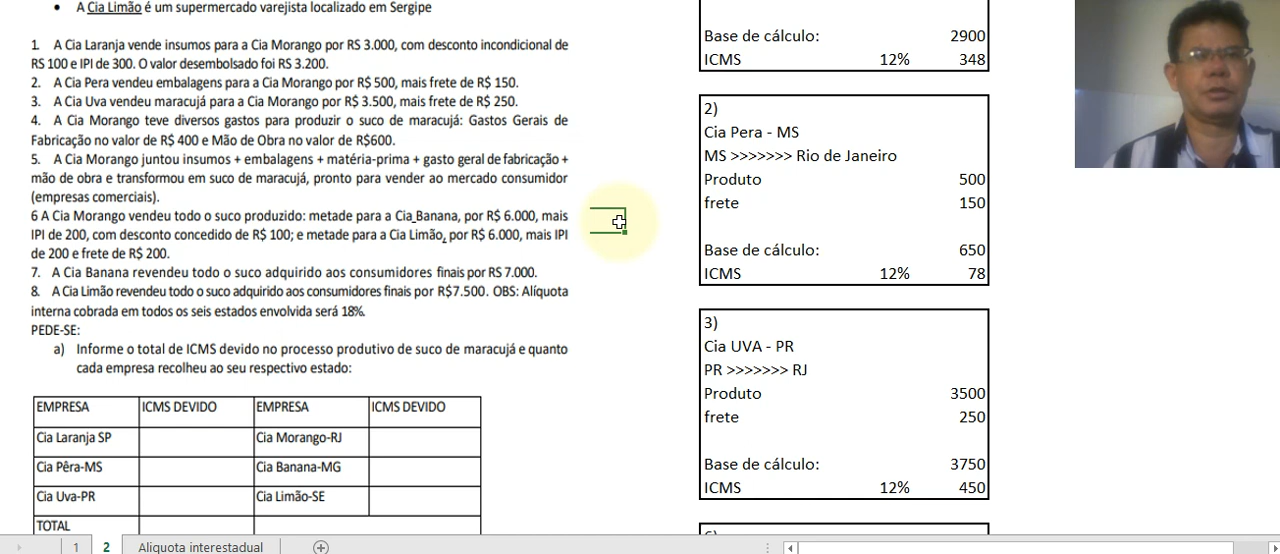 • A Cia Limão é um supermercado varejista localizado em Sergipe
1. A Cia Laranja vende insumos para a Cia Morango por RS 3.000, com desconto incondicional de
RS 100 e IPI de 300. O valor desembolsado foi RS 3.200.
2. A Cia Pera vendeu embalagens para a Cia Morango por R$ 500, mais frete de R$ 150.
3. A Cia Uva vendeu maracujá para a Cia Morango por R$ 3.500, mais frete de R$ 250.
4. A Cia Morango teve diversos gastos para produzir o suco de maracujá: Gastos Gerais de
Fabricação no valor de R$ 400 e Mão de Obra no valor de R$600.
5. A Cia Morango juntou insumos + embalagens + matéria-prima + gasto geral de fabricação +
mão de obra e transformou em suco de maracujá, pronto para vender ao mercado consumidor
(empresas comerciais).
6 A Cia Morango vendeu todo o suco produzido: metade para a Cia Banana, por R$ 6.000, mais
IPI de 200, com desconto concedido de R$ 100; e metade para a Cia Limão, por R$ 6.000, mais IPI
de 200 e frete de R$ 200.
7. A Cia Banana revendeu todo o suco adquirido aos consumidores finais por RS 7.000.
8. A Cia Limão revendeu todo o suco adquirido aos consumidores finais por R$7.500. OBS: Alíquota
interna cobrada em todos os seis estados envolvida será 18%.
PEDE-SE:
a) Informe o total de ICMS devido no processo produtivo de suco de maracujá e quanto
cada empresa recolheu ao seu respectivo estado:
EMPRESA ICMS DEVIDO EMPRESA ICMS DEVIDO
Cia Laranja SP Cia Morango-RJ
Cia Pêra-MS Cia Banana-MG
Cia Uva-PR Cia Limão-SE
TOTAL
Base de cálculo: 2900
ICMS 12% 348
2)
Cia Pera - MS
MS >>>>>>> Rio de Janeiro
Produto 500
frete 150
Base de cálculo: 650
ICMS 12% 78
3)
Cia UVA - PR
PR >>>>>>> RJ
Produto 3500
frete 250
Base de cálculo: 3750
ICMS 12% 450
1 2 Aliquota interestadual